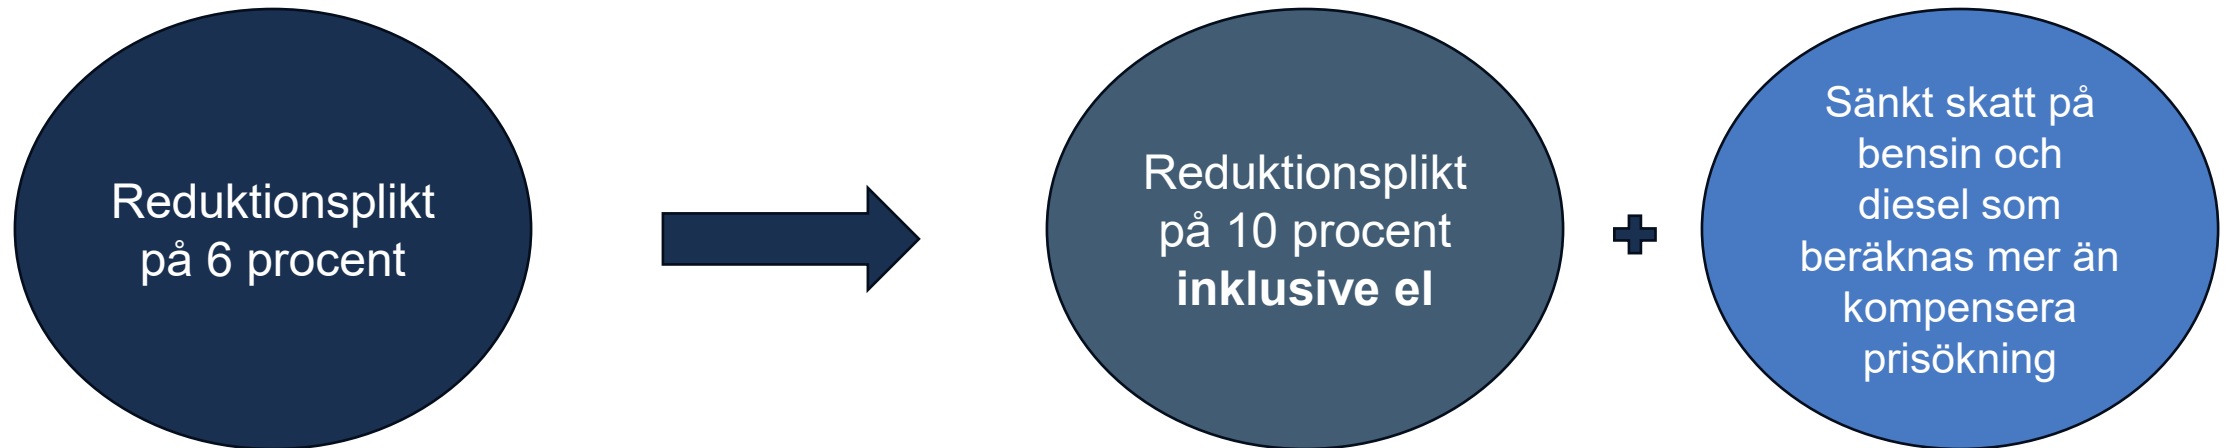 Reduktionsplikt
på 6 procent
Reduktionsplikt
på 10 procent
inklusive el
Sänkt skatt på
bensin och
diesel som
beräknas mer än
kompensera
prisökning